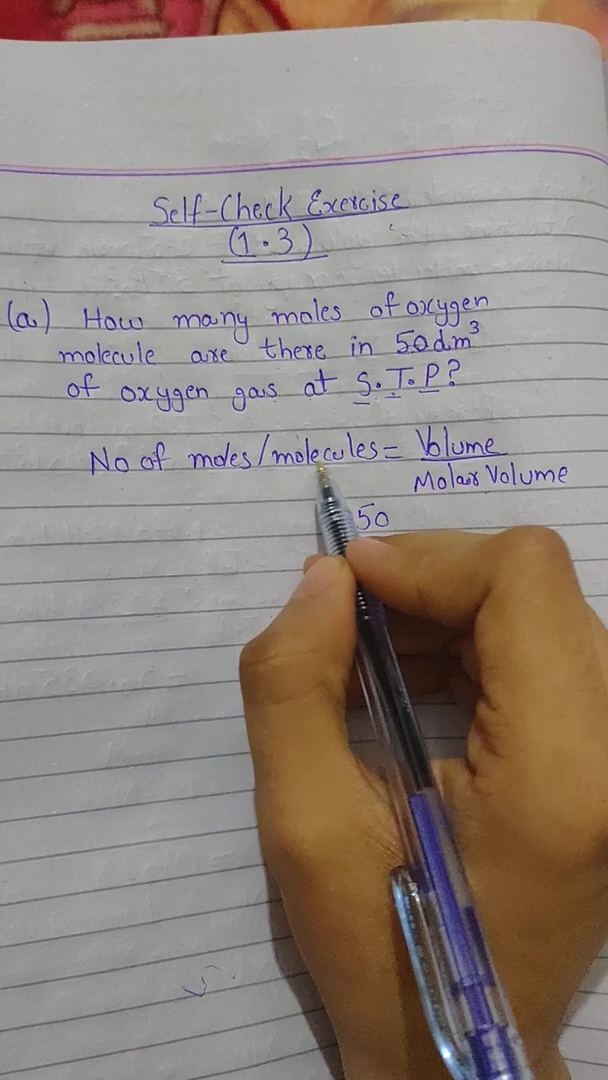 Self-Check Exercise
(1.3)
(a) How many moles of oxygen
molecule are there in 50dm³
of oxygen gas at S.T.P?
No of moles/molecules = Volume
Molar Volume
50